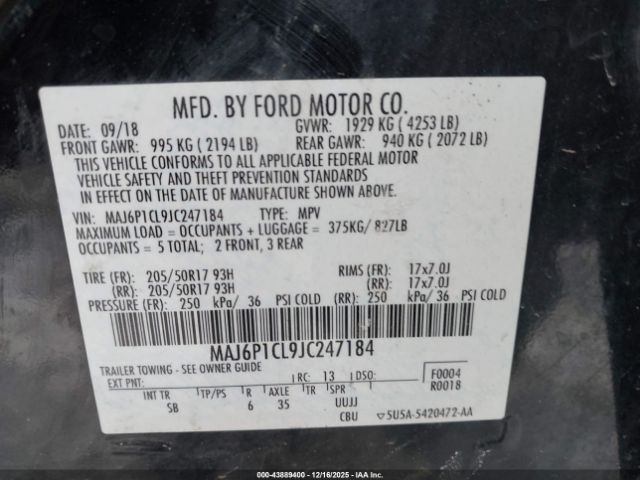 MFD. BY FORD MOTOR CO.
DATE: 09/18 GVWR: 1929 KG ( 4253 LB)
FRONT GAWR: 995 KG ( 2194 LB) REAR GAWR: 940 KG ( 2072 LB)
THIS VEHICLE CONFORMS TO ALL APPLICABLE FEDERAL MOTOR
VEHICLE SAFETY AND THEFT PREVENTION STANDARDS
IN EFFECT ON THE DATE OF MANUFACTURE SHOWN ABOVE.
VIN: MAJ6P1CL9JC247184 TYPE: MPV
MAXIMUM LOAD = OCCUPANTS + LUGGAGE = 375KG/ 827LB
OCCUPANTS = 5 TOTAL; 2 FRONT, 3 REAR
TIRE (FR): 205/50R17 93H RIMS (FR): 17x7.0J
(RR): 205/50R17 93H (RR): 17x7.0J
PRESSURE (FR): 250 kPa/ 36 PSI COLD (RR): 250 kPa/ 36 PSI COLD
MAJ6P1CL9JC247184
TRAILER TOWING - SEE OWNER GUIDE F0004
EXT PNT: RC: 13 DSO: R0018
INT TR TP/PS R AXLE TR SPR
SB 6 35 UUJJ
CBU 5U5A-5420472-AA
000-43889400 - 12/16/2025 - IAA, Inc.